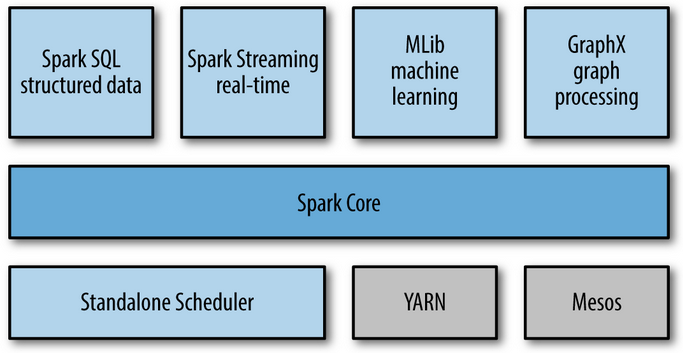 Spark SQL
structured data
Spark Streaming
real-time
MLib
machine
learning
GraphX
graph
processing
Spark Core
Standalone Scheduler
YARN
Mesos